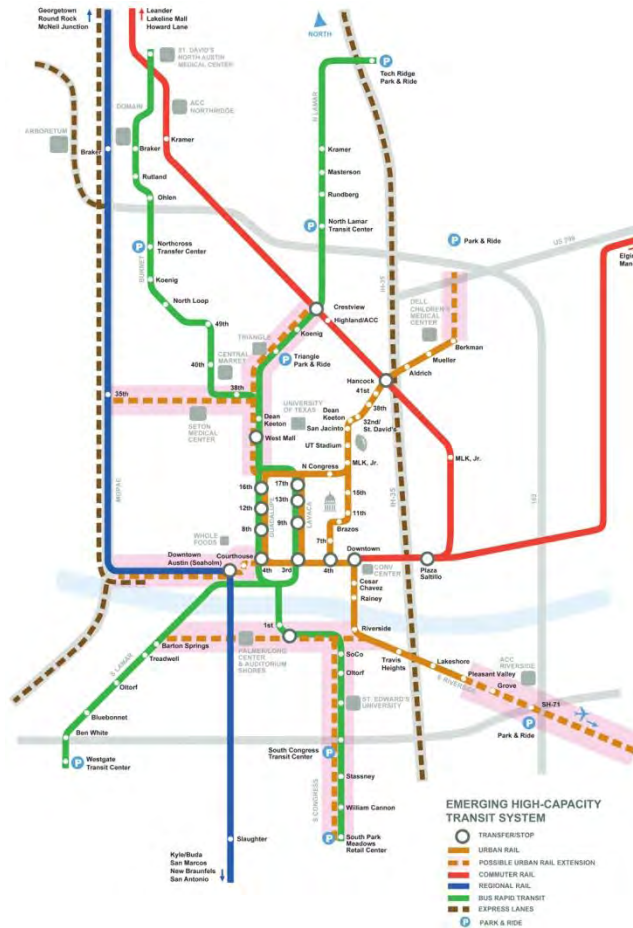 Georgetown
Round Rock
McNeil Junction
Leander
Lakeline Mall
Howard Lane
NORTH
ST. DAVID'S
NORTH AUSTIN
MEDICAL CENTER
P
Tech Ridge
Park & Ride
N LAMAR
DOMAIN
ACC
NORTHRIDGE
ARBORETUM
Kramer
Braker
Braker
Kramer
Rutland
Masterson
Ohlen
Rundberg
P
North Lamar
Transit Center
P
Park & Ride
US 290
Elgin
P
Northcross
Transfer Center
BURNET
IH-35
Koenig
DELL
CHILDREN'S
MEDICAL
CENTER
North Loop
Crestview
Highland/ACC
49th
TRIANGLE
Koenig
Berkman
CENTRAL
MARKET
P
Triangle
Park & Ride
Mueller
40th
Aldrich
Hancock
38th
35th
41st
UNIVERSITY
OF TEXAS
38th
SETON
MEDICAL
CENTER
Dean
Keeton
Dean
Keeton
32nd/
St. David's
San Jacinto
West Mall
UT Stadium
MLK, Jr.
MLK, Jr.
N Congress
16th
17th
15th
MOPAC
GUADALUPE
13th
LAVACA
12th
11th
IH-35
183
8th
9th
Brazos
WHOLE
FOODS
7th
Downtown
Austin (Seaholm)
Courthouse
Downtown
4th
3rd
4th
CONV
CENTER
Plaza
Saltillo
Cesar
Chavez
Rainey
1st
Riverside
Barton Springs
PALMER/LONG
CENTER
& AUDITORIUM
SHORES
S LAMAR
Treadwell
SoCo
Travis
Heights
Lakeshore
ACC
RIVERSIDE
Oltorf
Oltorf
Pleasant Valley
S RIVERSIDE
Grove
ST. EDWARD'S
UNIVERSITY
SH-71
Bluebonnet
P
Park & Ride
Ben White
South Congress
Transit Center
P
P
Westgate
Transit Center
Stassney
S CONGRESS
William Cannon
Slaughter
P
South Park
Meadows
Retail Center
Kyle/Buda
San Marcos
New Braunfels
San Antonio
EMERGING HIGH-CAPACITY
TRANSIT SYSTEM
TRANSFER/STOP
URBAN RAIL
POSSIBLE URBAN RAIL EXTENSION
COMMUTER RAIL
REGIONAL RAIL
BUS RAPID TRANSIT
EXPRESS LANES
P
PARK & RIDE